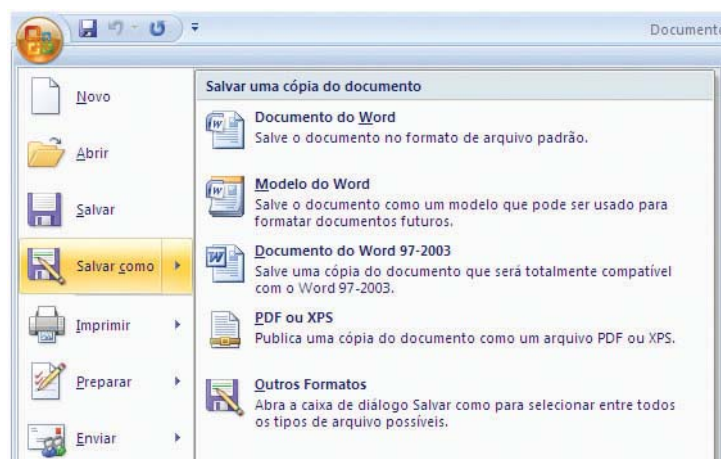 Documento
Novo
Abrir
Salvar
Salvar como
Imprimir
Preparar
Enviar
Salvar uma cópia do documento
Documento do Word
Salve o documento no formato de arquivo padrão.
Modelo do Word
Salve o documento como um modelo que pode ser usado para
formatar documentos futuros.
Documento do Word 97-2003
Salve uma cópia do documento que será totalmente compatível
com o Word 97-2003.
PDF ou XPS
Publica uma cópia do documento como um arquivo PDF ou XPS.
Outros Formatos
Abra a caixa de diálogo Salvar como para selecionar entre todos
os tipos de arquivo possíveis.